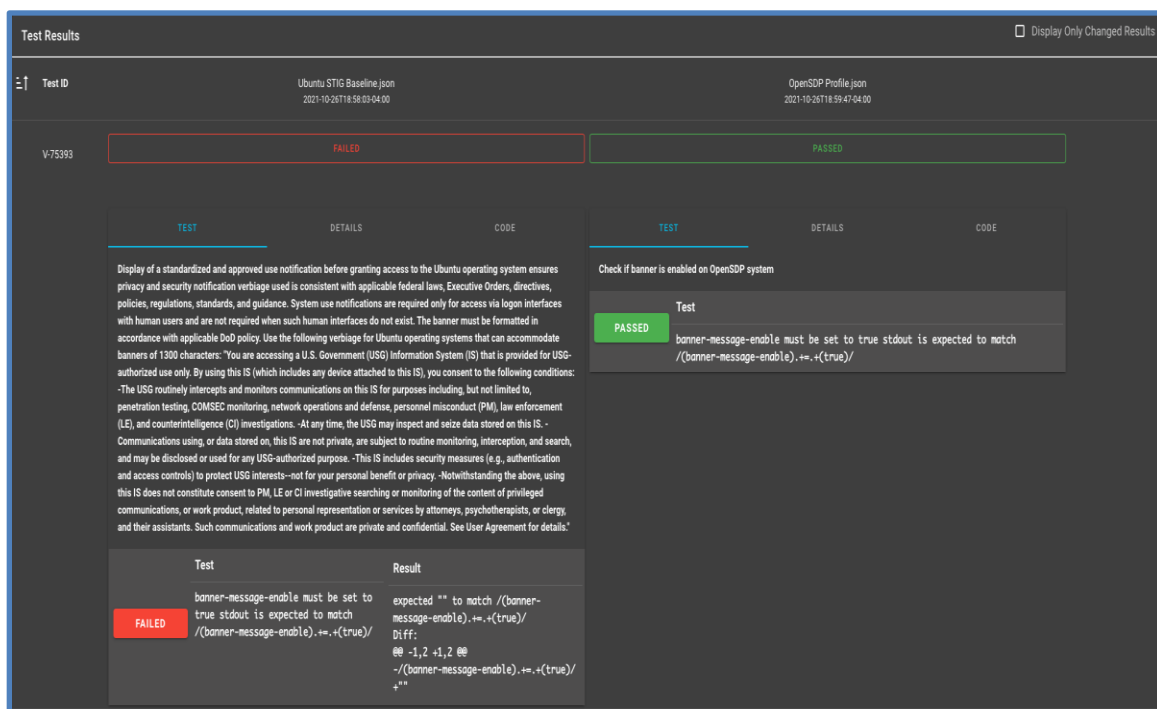 Test Results
Display Only Changed Results
Test ID
Ubuntu STIG Baseline.json
2021-10-26T18:58:03-04:00
OpenSDP Profile.json
2021-10-26T18:59:47-04:00
V-75393
FAILED
PASSED
TEST
DETAILS
CODE
Display of a standardized and approved use notification before granting access to the Ubuntu operating system ensures
privacy and security notification verbiage used is consistent with applicable federal laws, Executive Orders, directives,
policies, regulations, standards, and guidance. System use notifications are required only for access via logon interfaces
with human users and are not required when such human interfaces do not exist. The banner must be formatted in
accordance with applicable DoD policy. Use the following verbiage for Ubuntu operating systems that can accommodate
banners of 1300 characters: "You are accessing a U.S. Government (USG) Information System (IS) that is provided for USG-
authorized use only. By using this IS (which includes any device attached to this IS), you consent to the following conditions:
-The USG routinely intercepts and monitors communications on this IS for purposes including, but not limited to,
penetration testing, COMSEC monitoring, network operations and defense, personnel misconduct (PM), law enforcement
(LE), and counterintelligence (CI) investigations. -At any time, the USG may inspect and seize data stored on this IS. -
Communications using, or data stored on, this IS are not private, are subject to routine monitoring, interception, and search,
and may be disclosed or used for any USG-authorized purpose. -This IS includes security measures (e.g., authentication
and access controls) to protect USG interests--not for your personal benefit or privacy. -Notwithstanding the above, using
this IS does not constitute consent to PM, LE or CI investigative searching or monitoring of the content of privileged
communications, or work product, related to personal representation or services by attorneys, psychotherapists, or clergy,
and their assistants. Such communications and work product are private and confidential. See User Agreement for details."
FAILED
Test
banner-message-enable must be set to
true stdout is expected to match
/(banner-message-enable).+=.+(true)/
Result
expected "" to match /(banner-
message-enable).+=.+(true)/
Diff:
@@ -1,2 +1,2 @@
-/(banner-message-enable).+=.+(true)/
+""
TEST
DETAILS
CODE
Check if banner is enabled on OpenSDP system
PASSED
Test
banner-message-enable must be set to true stdout is expected to match
/(banner-message-enable).+=.+(true)/